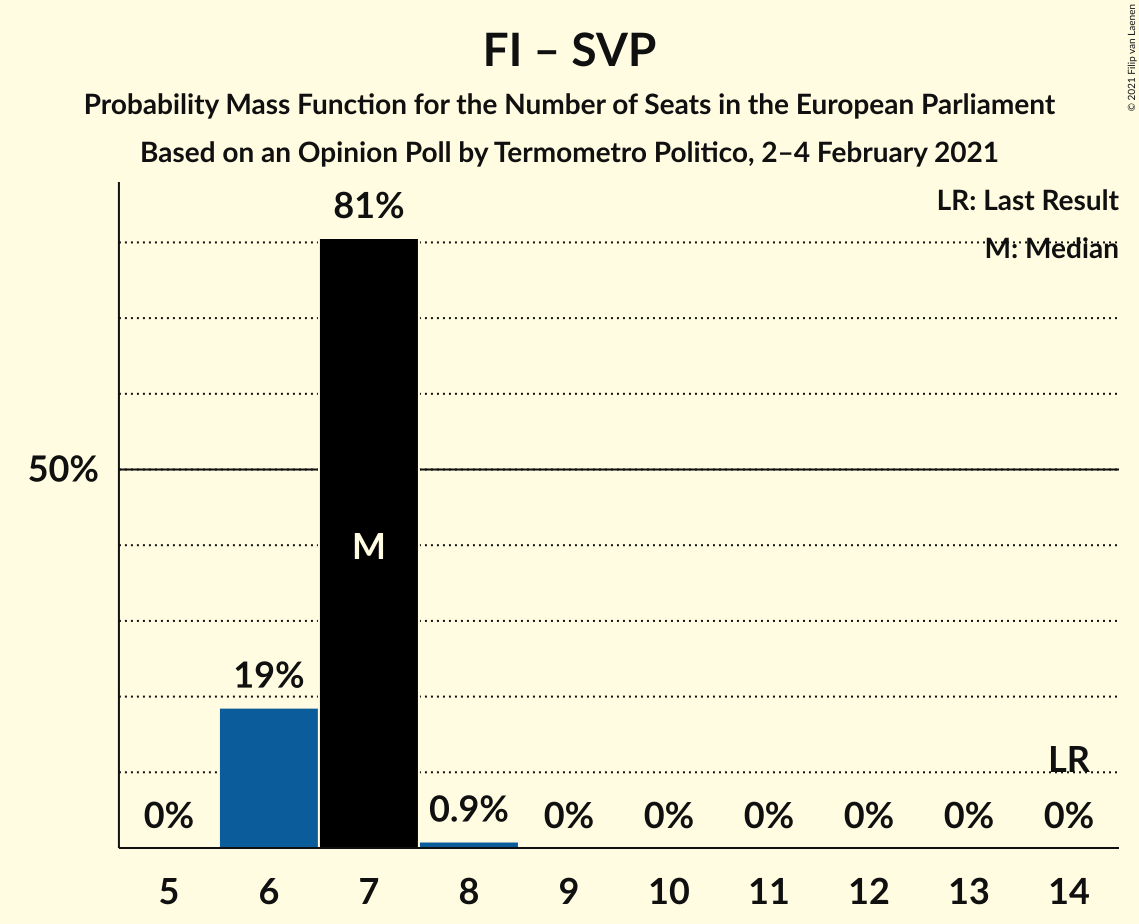 FI – SVP
Probability Mass Function for the Number of Seats in the European Parliament
Based on an Opinion Poll by Termometro Politico, 2–4 February 2021
© 2021 Filip van Laenen
LR: Last Result
M: Median
81%
50%
M
19%
LR
0%
0.9%
0%
0%
0%
0%
0%
0%
5
6
7
8
9
10
11
12
13
14